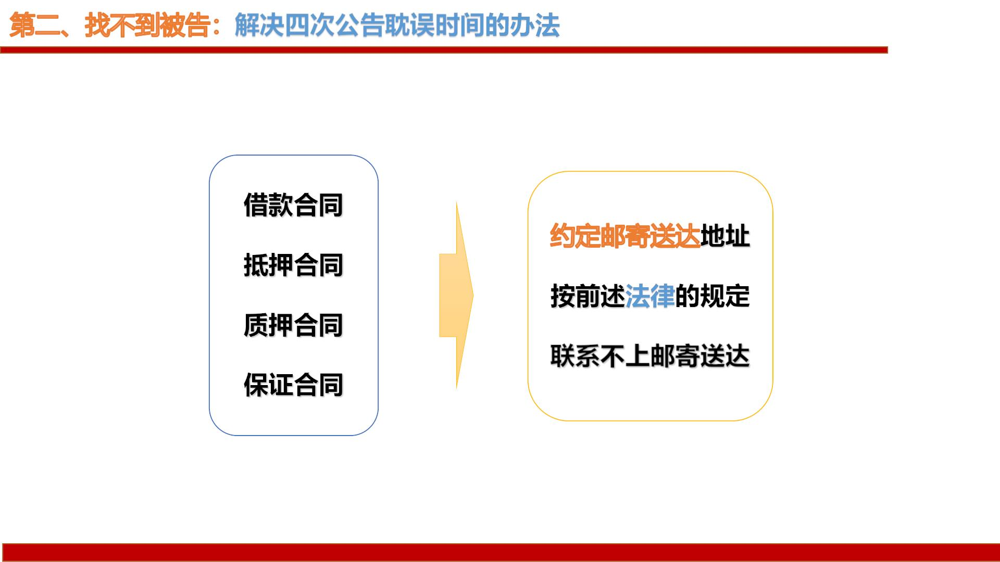 第二、找不到被告：解决四次公告耽误时间的办法
借款合同
抵押合同
质押合同
保证合同
约定邮寄送达地址
按前述法律的规定
联系不上邮寄送达